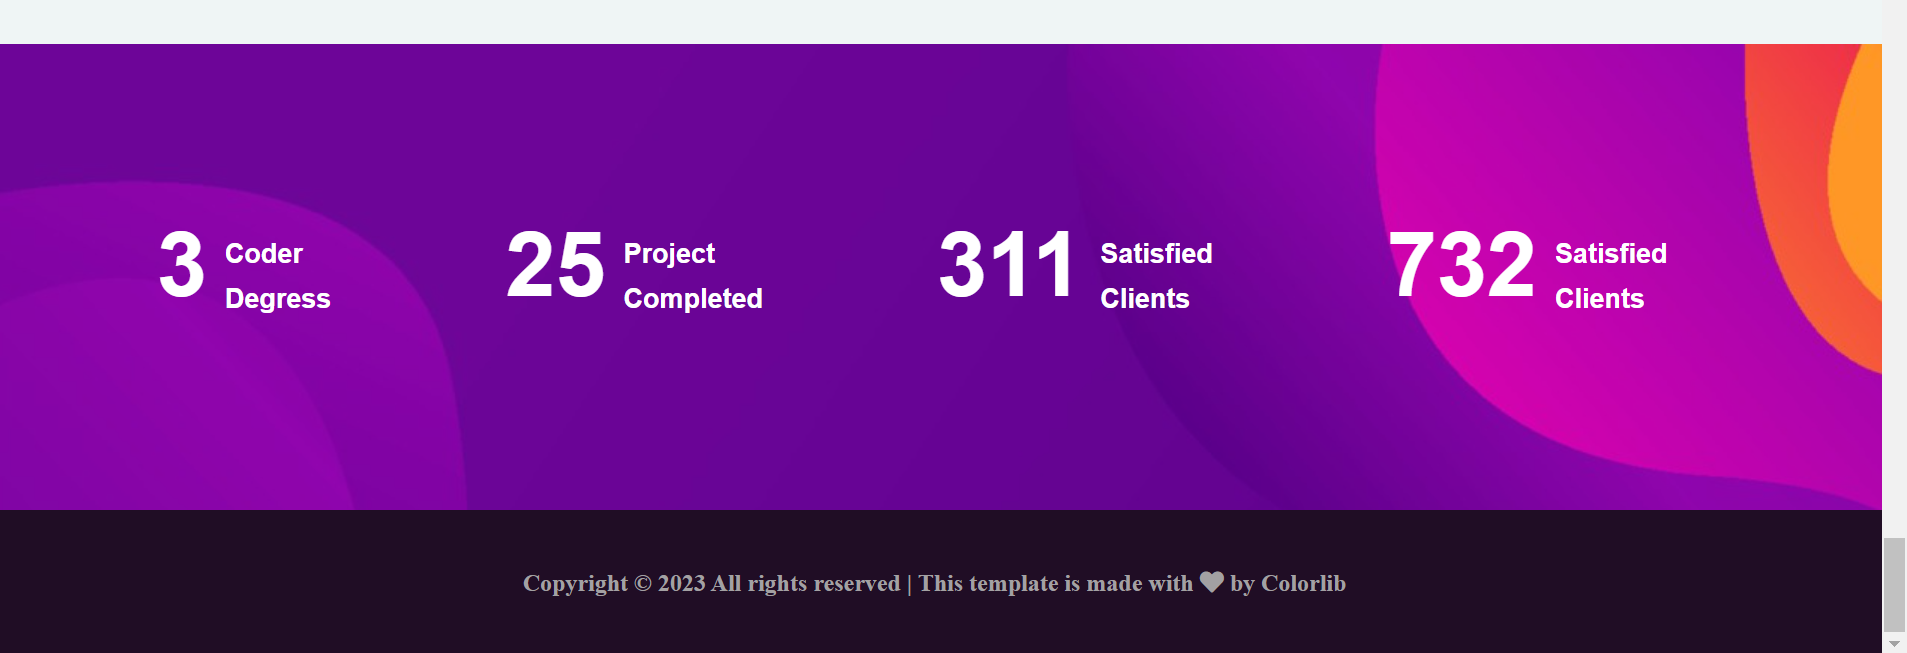 3 Coder
Degress
25 Project
Completed
311 Satisfied
Clients
732 Satisfied
Clients
Copyright © 2023 All rights reserved | This template is made with ♥ by Colorlib